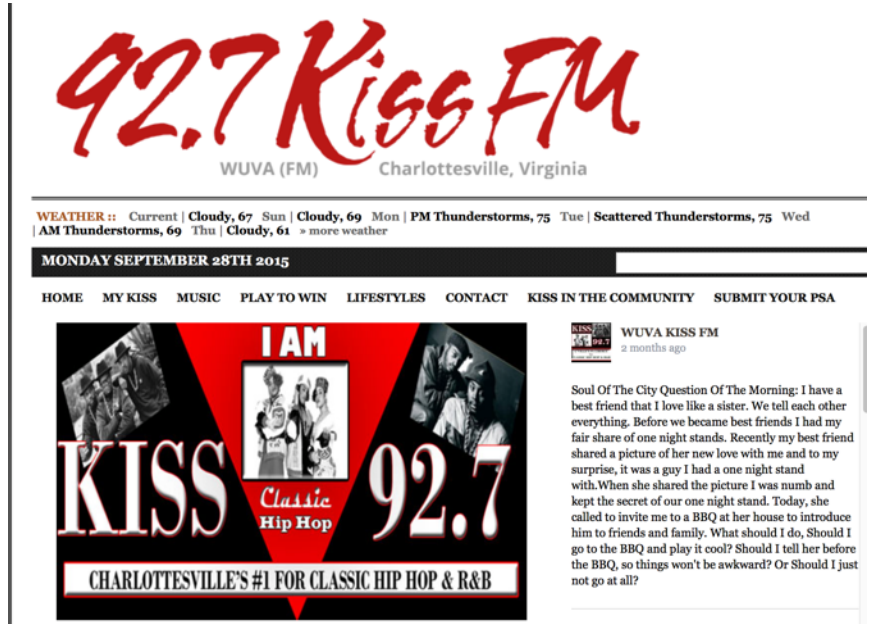 92.7 Kiss FM
WUVA (FM) Charlottesville, Virginia
WEATHER :: Current | Cloudy, 67 Sun | Cloudy, 69 Mon | PM Thunderstorms, 75 Tue | Scattered Thunderstorms, 75 Wed
| AM Thunderstorms, 69 Thu | Cloudy, 61 » more weather
MONDAY SEPTEMBER 28TH 2015
HOME MY KISS MUSIC PLAY TO WIN LIFESTYLES CONTACT KISS IN THE COMMUNITY SUBMIT YOUR PSA
I AM
KISS 92.7
Classic
Hip Hop
CHARLOTTESVILLE'S #1 FOR CLASSIC HIP HOP & R&B
KISS
92.7
WUVA KISS FM
2 months ago
Soul Of The City Question Of The Morning: I have a
best friend that I love like a sister. We tell each other
everything. Before we became best friends I had my
fair share of one night stands. Recently my best friend
shared a picture of her new love with me and to my
surprise, it was a guy I had a one night stand
with.When she shared the picture I was numb and
kept the secret of our one night stand. Today, she
called to invite me to a BBQ at her house to introduce
him to friends and family. What should I do, Should I
go to the BBQ and play it cool? Should I tell her before
the BBQ, so things won't be awkward? Or Should I just
not go at all?